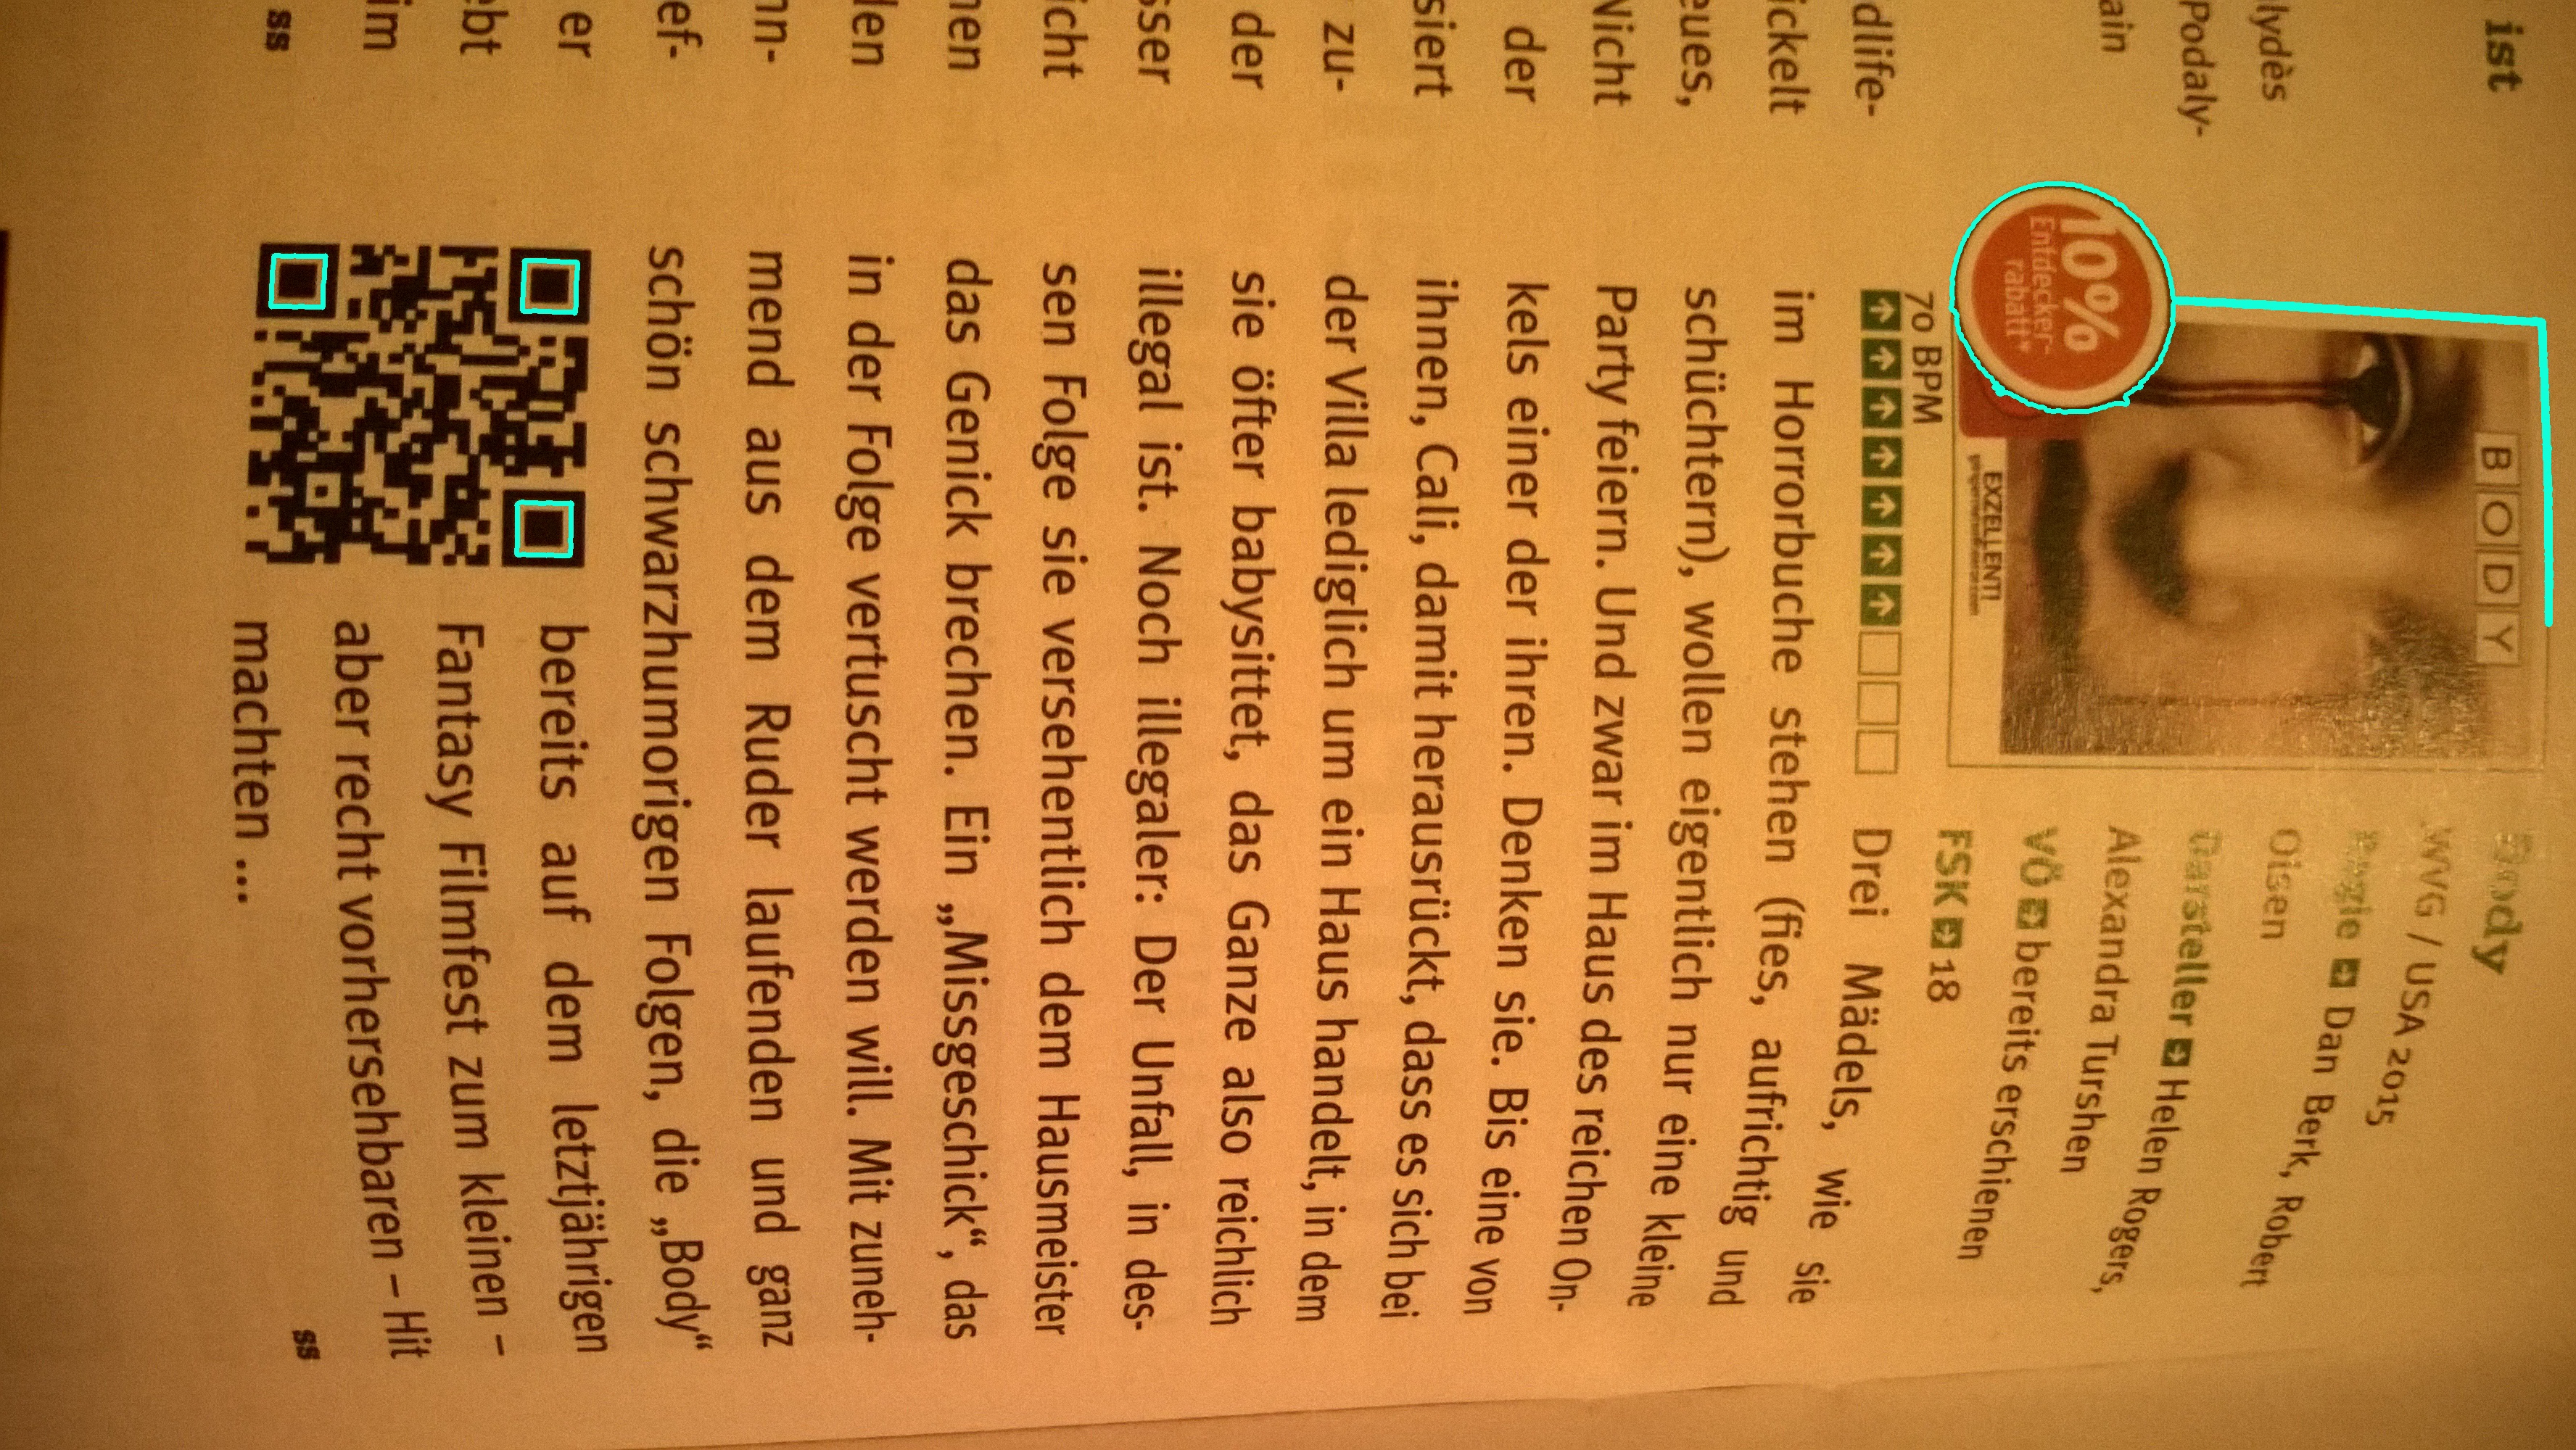 ist
lydès
Podaly-
ain
dlife-
ickelt
eues,
Nicht
der
siert
zu-
der
sser
icht
nen
len
nn-
ef-
er
ebt
im
ss
BODY
10%
Entdecker-
rabatt**
EXZELLENT!
70 BPM
Body
WVG / USA 2015
Regie Dan Berk, Robert
Olsen
Darsteller Helen Rogers,
Alexandra Turshen
VÖ bereits erschienen
FSK 18
Drei Mädels, wie sie
im Horrorbuche stehen (fies, aufrichtig und
schüchtern), wollen eigentlich nur eine kleine
Party feiern. Und zwar im Haus des reichen On-
kels einer der ihren. Denken sie. Bis eine von
ihnen, Cali, damit herausrückt, dass es sich bei
der Villa lediglich um ein Haus handelt, in dem
sie öfter babysittet, das Ganze also reichlich
illegal ist. Noch illegaler: Der Unfall, in des-
sen Folge sie versehentlich dem Hausmeister
das Genick brechen. Ein „Missgeschick“, das
in der Folge vertuscht werden will. Mit zuneh-
mend aus dem Ruder laufenden und ganz
schön schwarzhumorigen Folgen, die „Body“
bereits auf dem letztjährigen
Fantasy Filmfest zum kleinen –
aber recht vorhersehbaren – Hit
machten ...
ss